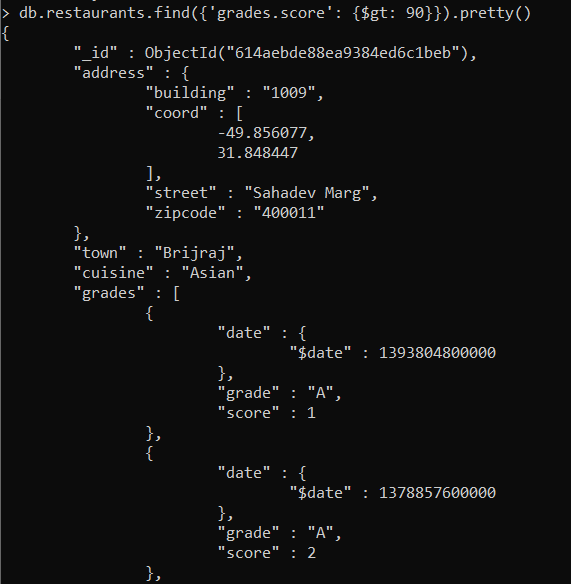 > db.restaurants.find({'grades.score': {$gt: 90}}).pretty()
{
        "_id" : ObjectId("614aebde88ea9384ed6c1beb"),
        "address" : {
                "building" : "1009",
                "coord" : [
                        -49.856077,
                        31.848447
                ],
                "street" : "Sahadev Marg",
                "zipcode" : "400011"
        },
        "town" : "Brijraj",
        "cuisine" : "Asian",
        "grades" : [
                {
                        "date" : {
                                "$date" : 1393804800000
                        },
                        "grade" : "A",
                        "score" : 1
                },
                {
                        "date" : {
                                "$date" : 1378857600000
                        },
                        "grade" : "A",
                        "score" : 2
                },